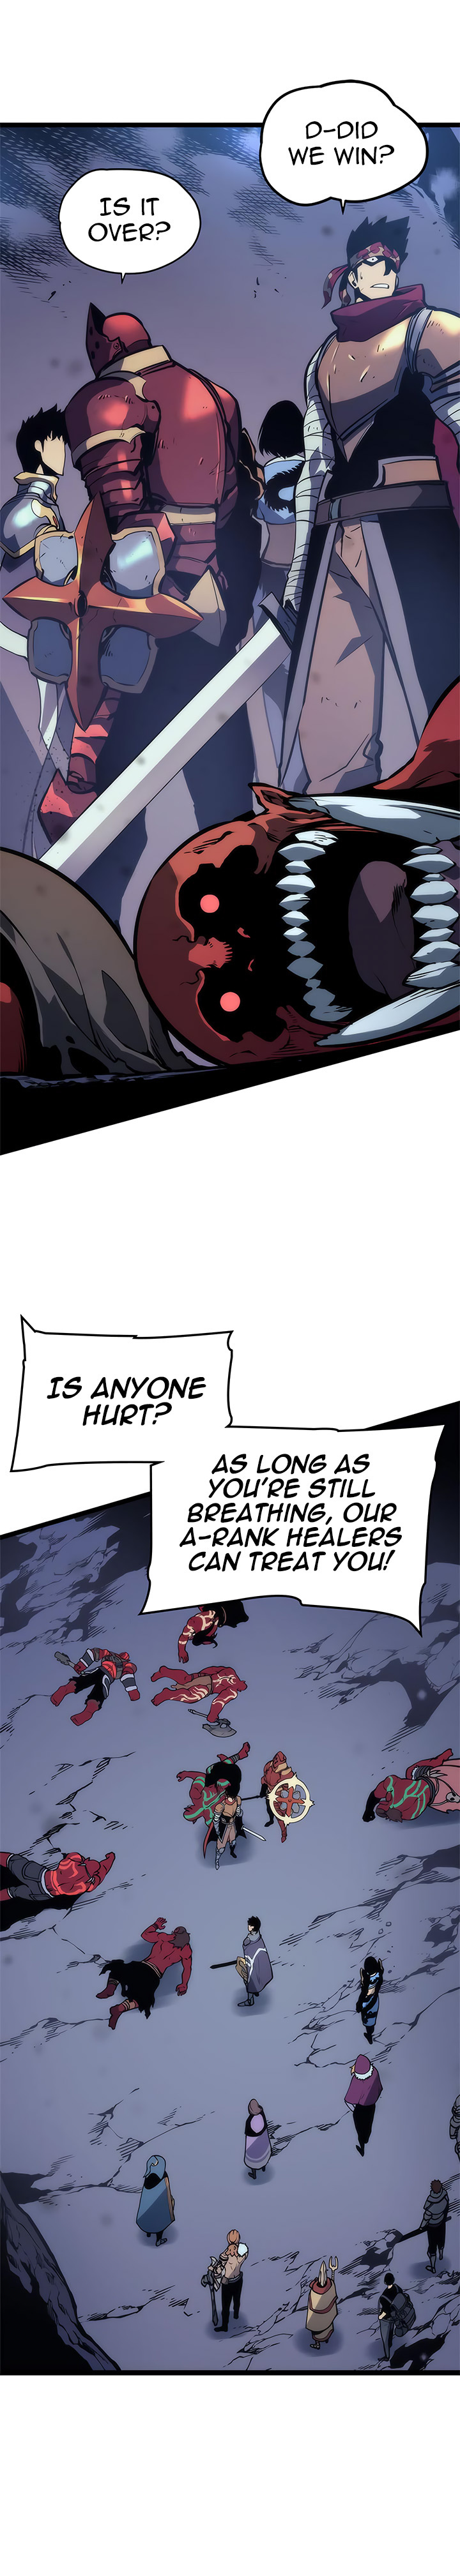 D-DID
WE WIN?
IS IT
OVER?
IS ANYONE
HURT?
AS LONG AS
YOU'RE STILL
BREATHING, OUR
A-RANK HEALERS
CAN TREAT YOU!